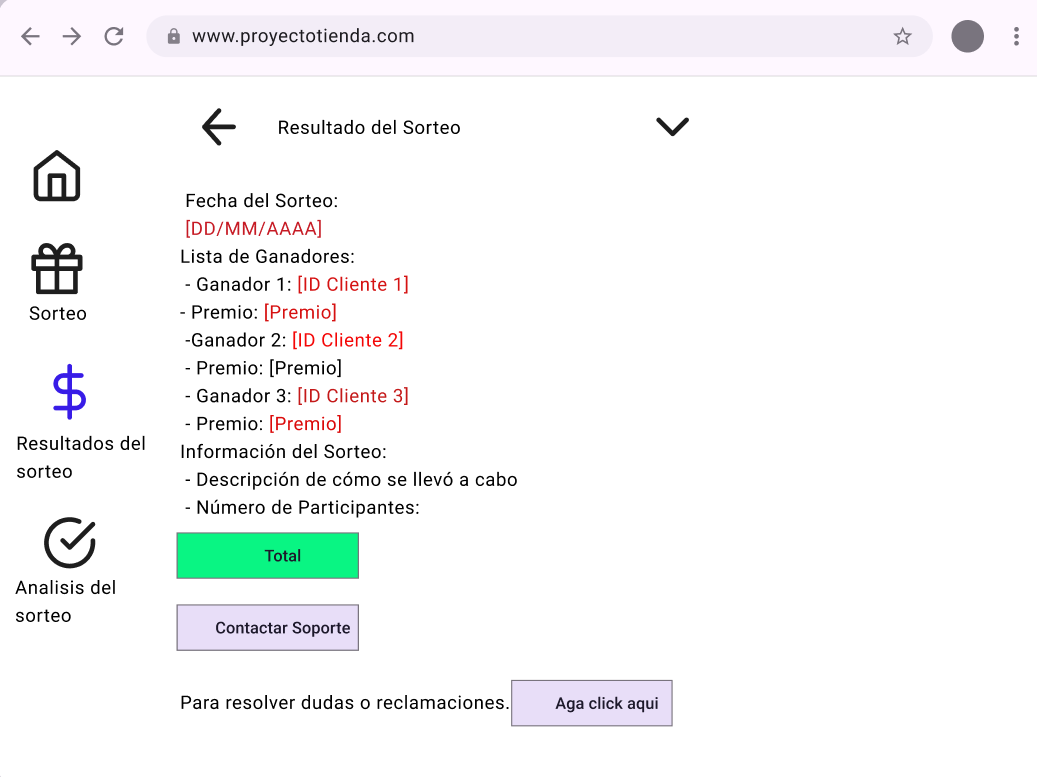 www.proyectotienda.com
Resultado del Sorteo
Sorteo
Resultados del
sorteo
Analisis del
sorteo
Fecha del Sorteo:
[DD/MM/AAAA]
Lista de Ganadores:
- Ganador 1: [ID Cliente 1]
- Premio: [Premio]
-Ganador 2: [ID Cliente 2]
- Premio: [Premio]
- Ganador 3: [ID Cliente 3]
- Premio: [Premio]
Información del Sorteo:
- Descripción de cómo se llevó a cabo
- Número de Participantes:
Total
Contactar Soporte
Para resolver dudas o reclamaciones. Aga click aqui